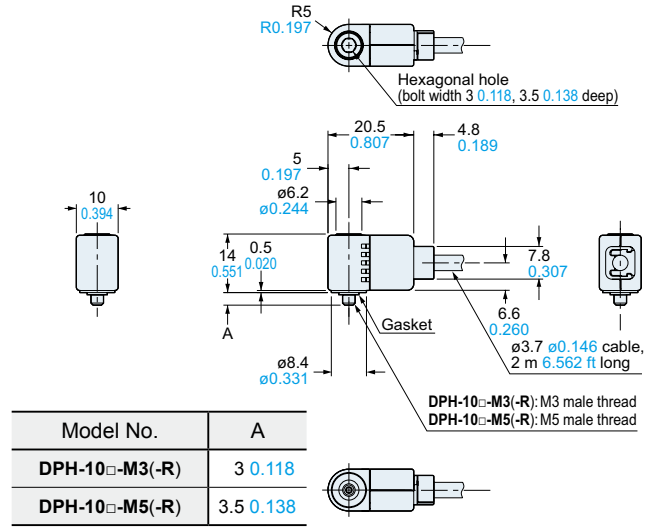 R5
R0.197
Hexagonal hole
(bolt width 3 0.118, 3.5 0.138 deep)
20.5
0.807
4.8
0.189
5
0.197
ø6.2
ø0.244
10
0.394
14
0.551
0.5
0.020
7.8
0.307
A
Gasket
6.6
0.260
ø3.7 ø0.146 cable,
2 m 6.562 ft long
ø8.4
ø0.331
DPH-10□-M3(-R): M3 male thread
DPH-10□-M5(-R): M5 male thread
Model No. A
DPH-10□-M3(-R) 3 0.118
DPH-10□-M5(-R) 3.5 0.138